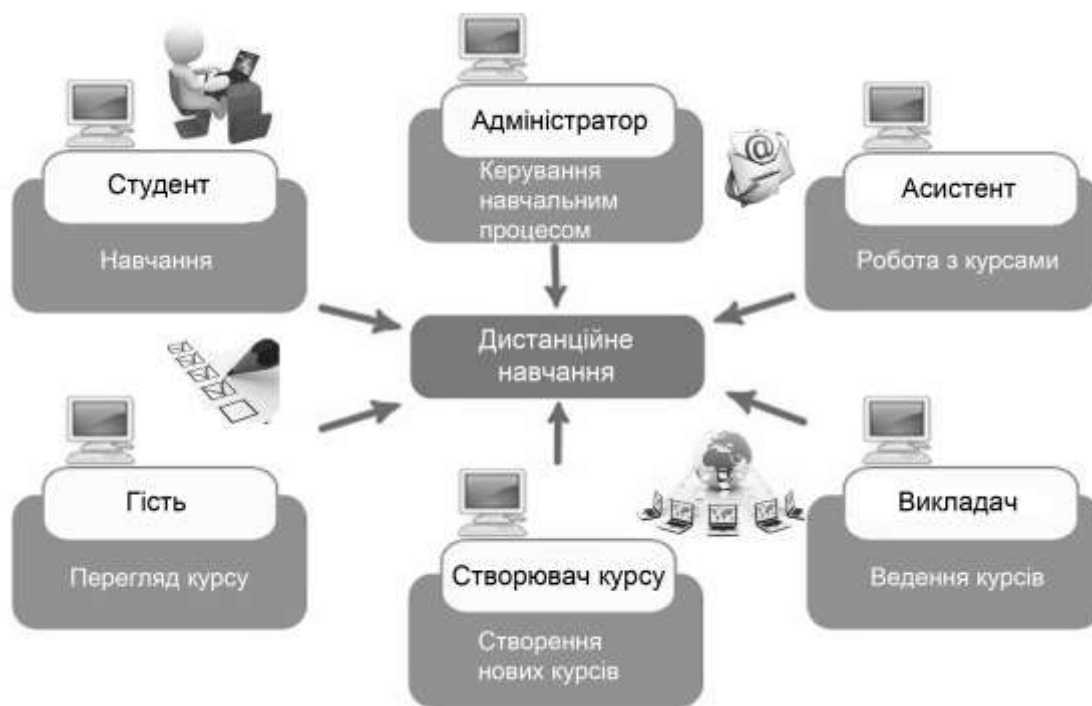 Студент
Навчання
Адміністратор
Керування
навчальним
процесом
@
Асистент
Робота з курсами
Дистанційне
навчання
Гість
Перегляд курсу
Створювач курсу
Створення
нових курсів
Викладач
Ведення курсів